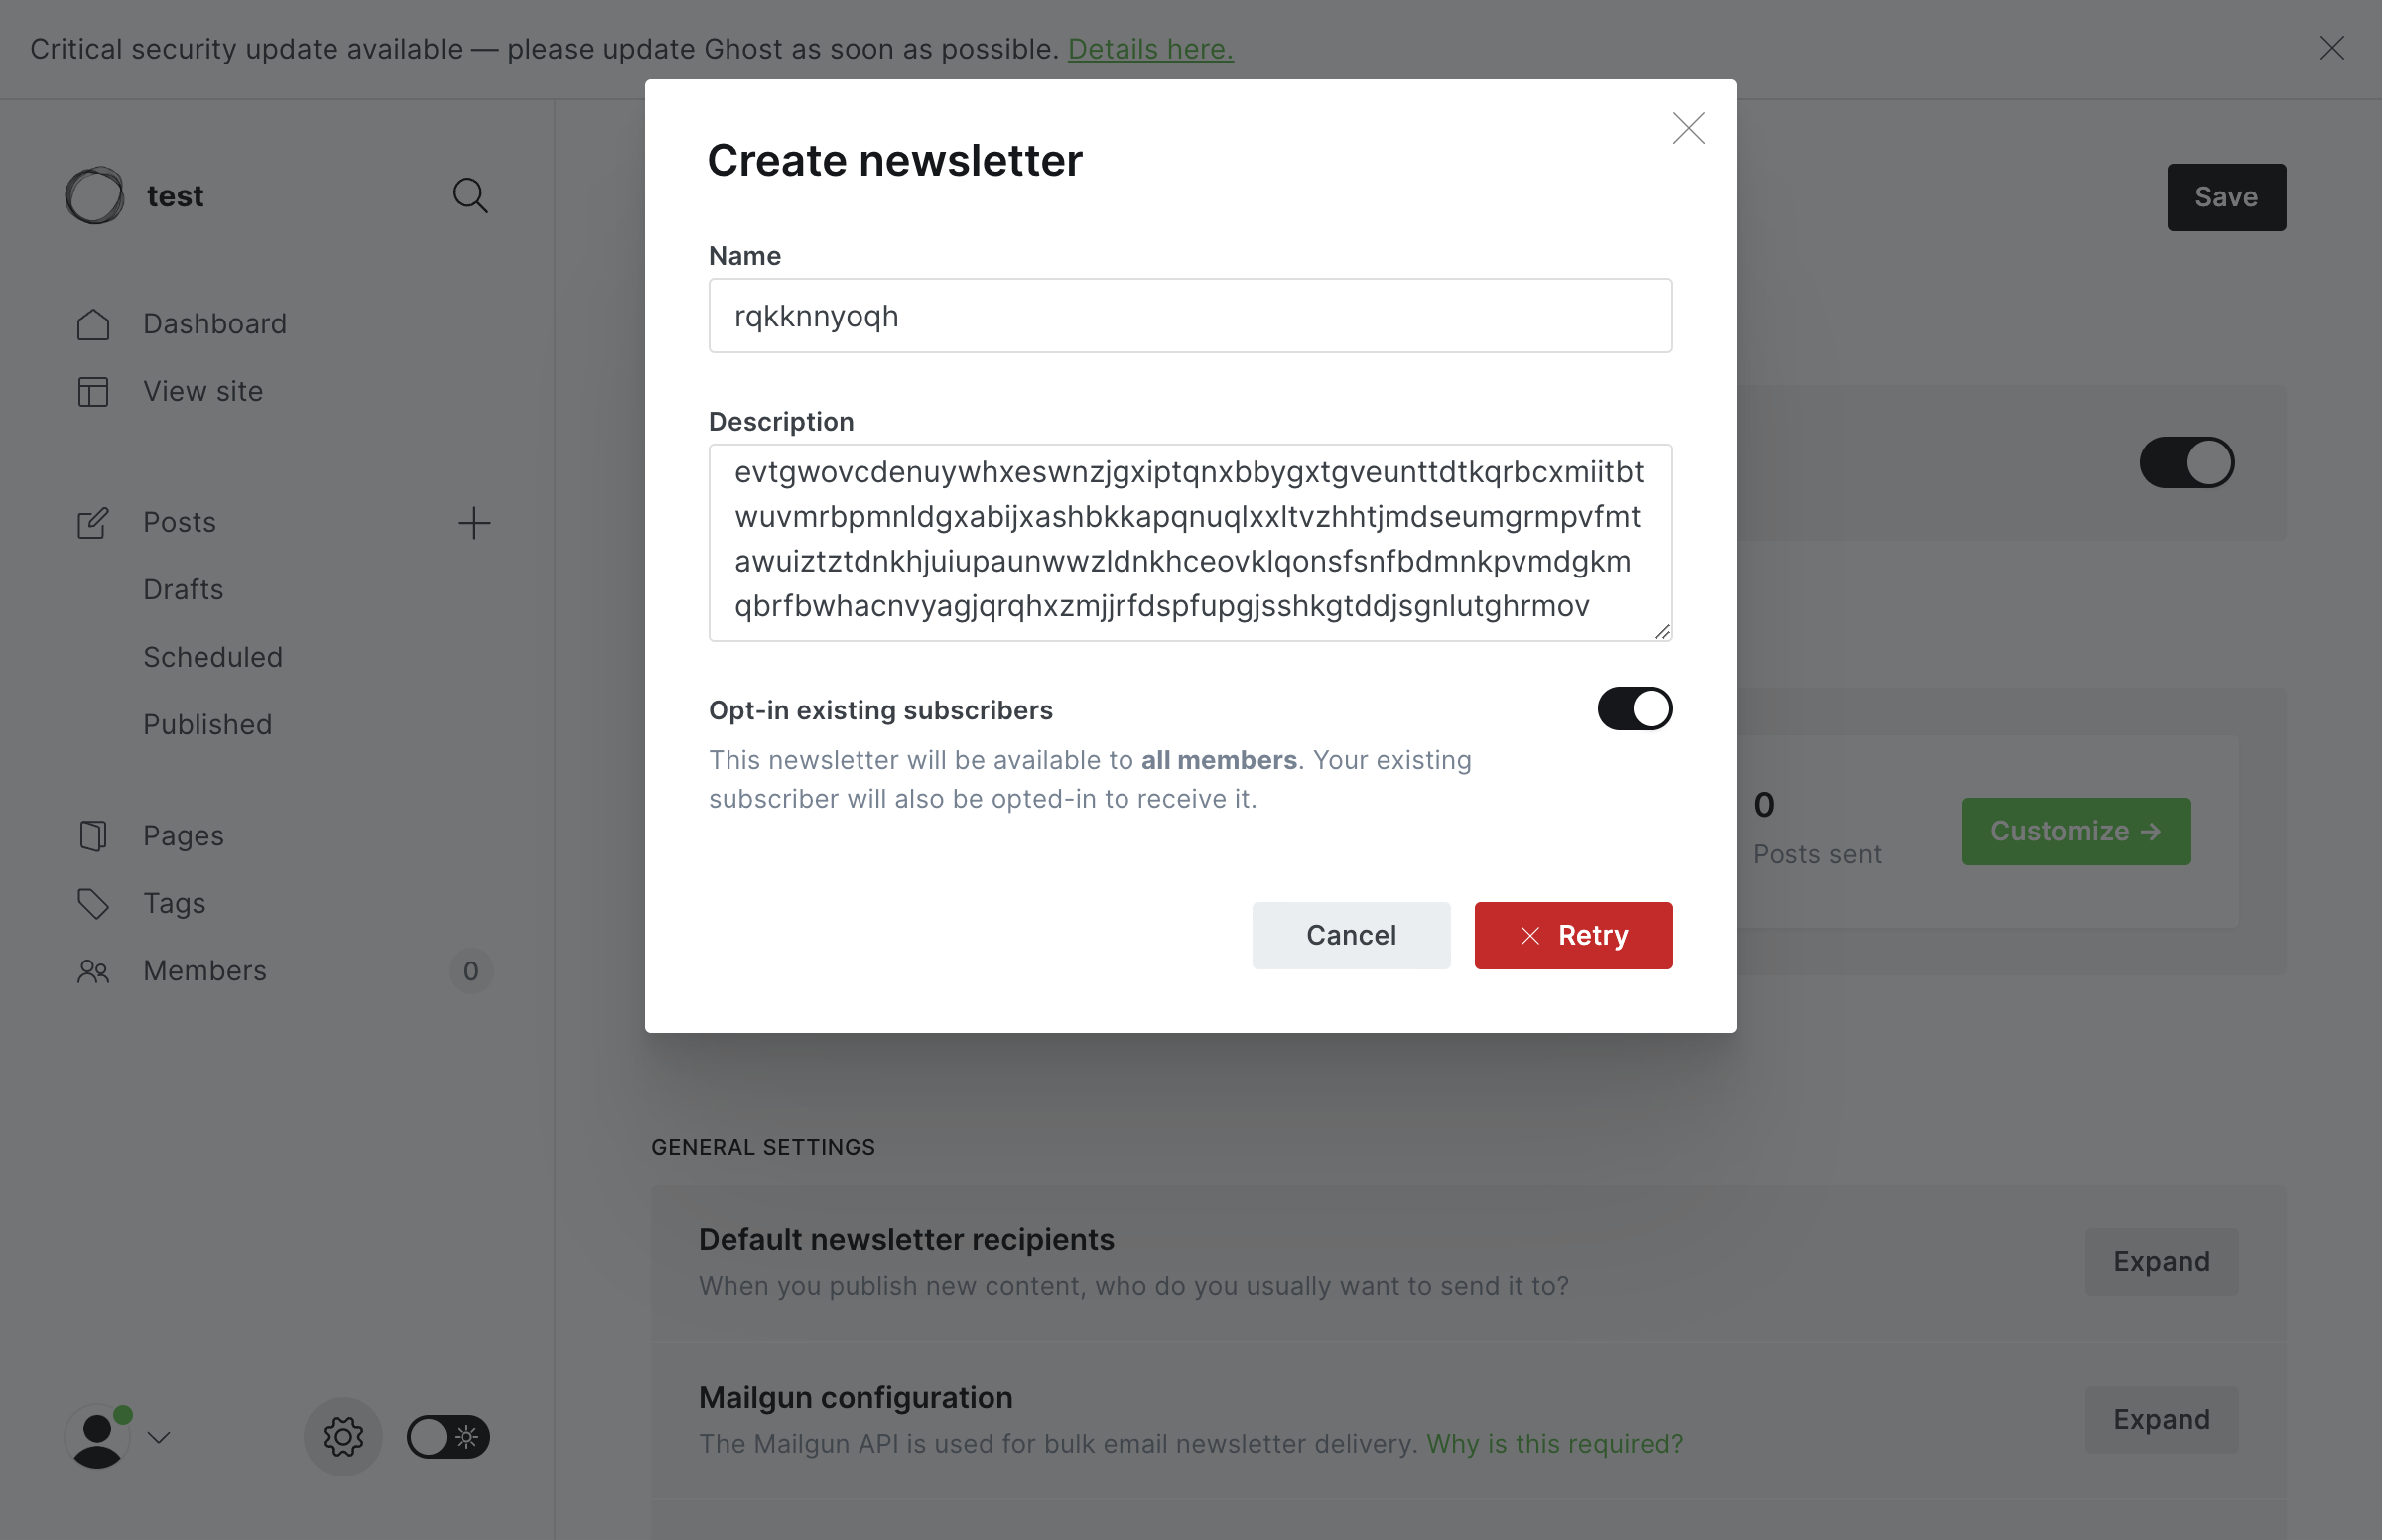 Critical security update available — please update Ghost as soon as possible. Details here.
test
Dashboard
View site
Posts
Drafts
Scheduled
Published
Pages
Tags
Members
0
Create newsletter
Name
rqkknnyoqh
Description
evtgwovcdenuywhxeswnzjgxiptqnxbbygxtgveunttdtkqrbcxmiitbt
wuvmrbpmnldgxabijxashbkkapqnuqlxxltvzhhtjmdseumgrmpvfmt
awuiztztdnkhjuiupaunwwzldnkhceovklqonsfsnfbdmnkpvmdgkm
qbrfbwhacnvyagjqrqhxzmjjrfdspfupgjsshkgtddjsgnlutghrmov
Opt-in existing subscribers
This newsletter will be available to all members. Your existing
subscriber will also be opted-in to receive it.
Cancel
Retry
Save
0
Posts sent
Customize →
GENERAL SETTINGS
Default newsletter recipients
When you publish new content, who do you usually want to send it to?
Expand
Mailgun configuration
The Mailgun API is used for bulk email newsletter delivery. Why is this required?
Expand